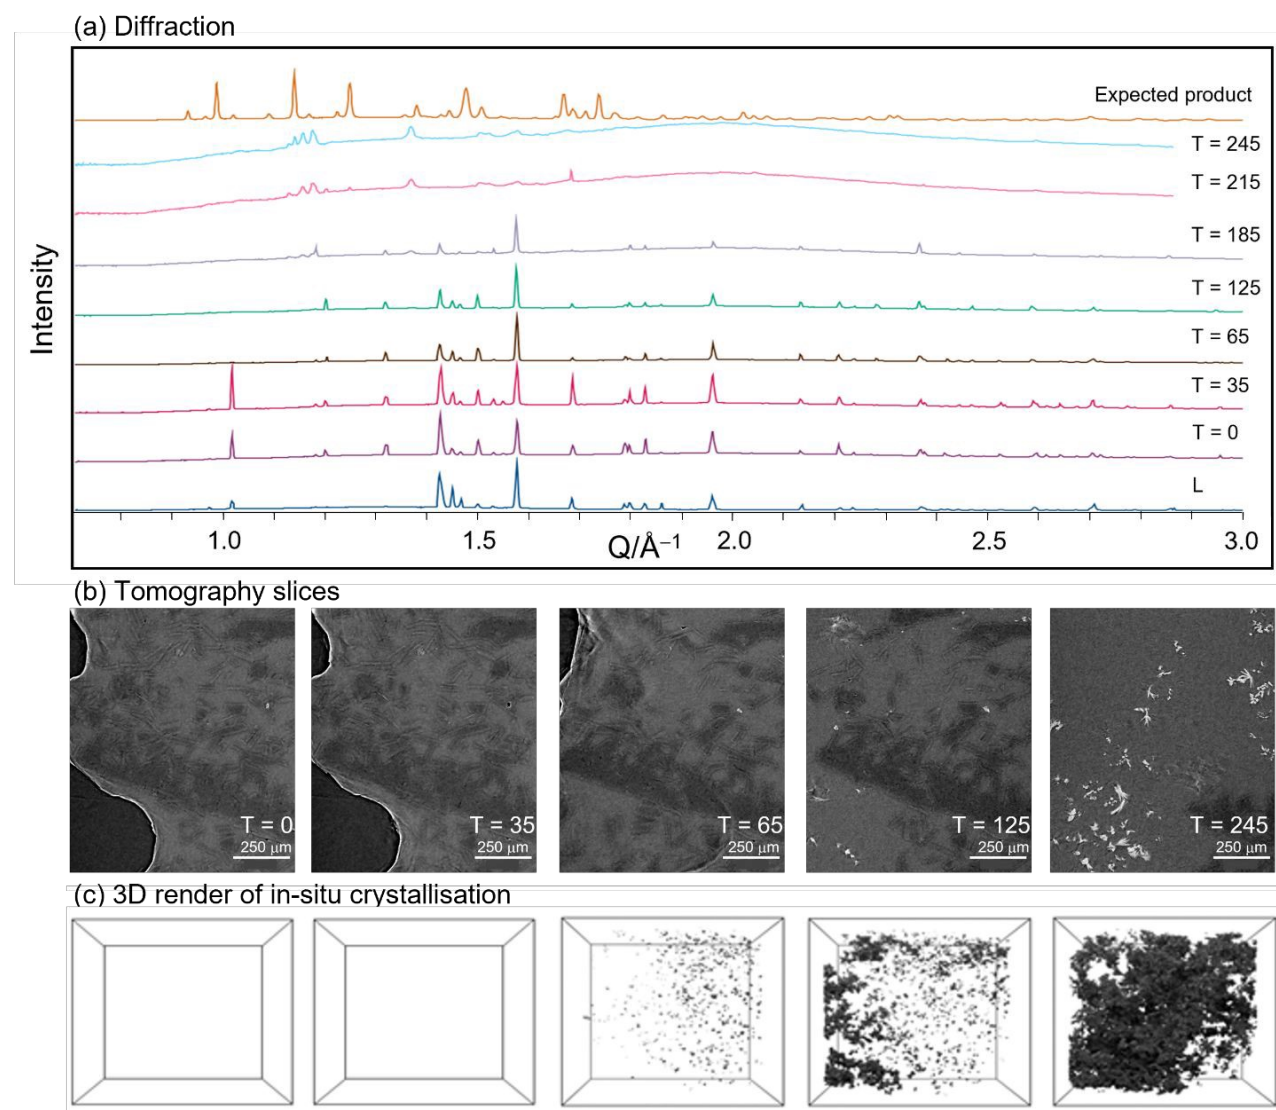 (a) Diffraction
Expected product
T = 245
T = 215
T = 185
T = 125
T = 65
T = 35
T = 0
L
Intensity
1.0 1.5 2.0 2.5 3.0
Q/Å⁻¹
(b) Tomography slices
T = 0 T = 35 T = 65 T = 125 T = 245
250 µm 250 µm 250 µm 250 µm 250 µm
(c) 3D render of in-situ crystallisation